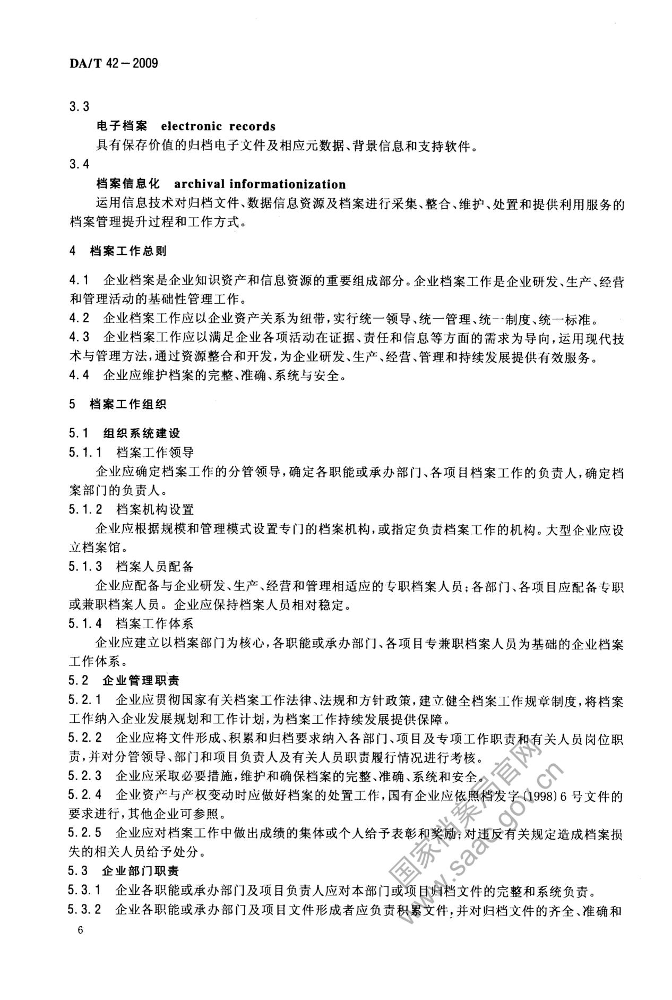 DA/T 42－2009
3.3
电子档案 electronic records
具有保存价值的归档电子文件及相应元数据、背景信息和支持软件。
3.4
档案信息化 archival informationization
运用信息技术对归档文件、数据信息资源及档案进行采集、整合、维护、处置和提供利用服务的
档案管理提升过程和工作方式。
4 档案工作总则
4.1 企业档案是企业知识资产和信息资源的重要组成部分。企业档案工作是企业研发、生产、经营
和管理活动的基础性管理工作。
4.2 企业档案工作应以企业资产关系为纽带，实行统一领导、统一管理、统一制度、统一标准。
4.3 企业档案工作应以满足企业各项活动在证据、责任和信息等方面的需求为导向，运用现代技
术与管理方法，通过资源整合和开发，为企业研发、生产、经营、管理和持续发展提供有效服务。
4.4 企业应维护档案的完整、准确、系统与安全。
5 档案工作组织
5.1 组织系统建设
5.1.1 档案工作领导
企业应确定档案工作的分管领导，确定各职能或承办部门、各项目档案工作的负责人，确定档
案部门的负责人。
5.1.2 档案机构设置
企业应根据规模和管理模式设置专门的档案机构，或指定负责档案工作的机构。大型企业应设
立档案馆。
5.1.3 档案人员配备
企业应配备与企业研发、生产、经营和管理相适应的专职档案人员；各部门、各项目应配备专职
或兼职档案人员。企业应保持档案人员相对稳定。
5.1.4 档案工作体系
企业应建立以档案部门为核心，各职能或承办部门、各项目专兼职档案人员为基础的企业档案
工作体系。
5.2 企业管理职责
5.2.1 企业应贯彻国家有关档案工作法律、法规和方针政策，建立健全档案工作规章制度，将档案
工作纳入企业发展规划和工作计划，为档案工作持续发展提供保障。
5.2.2 企业应将文件形成、积累和归档要求纳入各部门、项目及专项工作职责和有关人员岗位职
责，并对分管领导、部门和项目负责人及有关人员职责履行情况进行考核。
5.2.3 企业应采取必要措施，维护和确保档案的完整、准确、系统和安全。
5.2.4 企业资产与产权变动时应做好档案的处置工作，国有企业应依照档发字〔1998〕6 号文件的
要求进行，其他企业可参照。
5.2.5 企业应对档案工作中做出成绩的集体或个人给予表彰和奖励；对违反有关规定造成档案损
失的相关人员给予处分。
5.3 企业部门职责
5.3.1 企业各职能或承办部门及项目负责人应对本部门或项目归档文件的完整和系统负责。
5.3.2 企业各职能或承办部门及项目文件形成者应负责积累文件，并对归档文件的齐全、准确和
6
国家档案局官网
www.saac.gov.cn